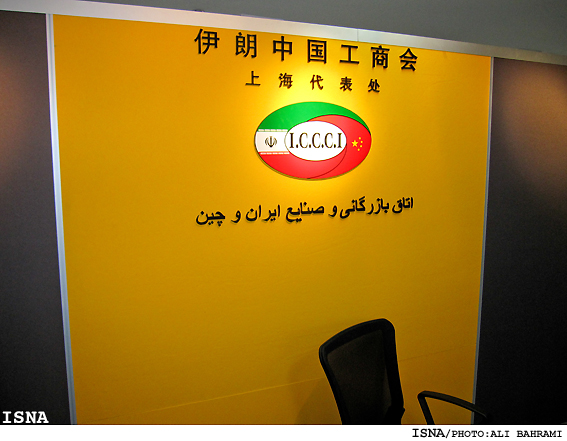 伊朗中国工商会
上海代表处
I.C.C.C.I
اتاق بازرگانی و صنایع ایران و چین
ISNA
ISNA/PHOTO:ALI BAHRAMI